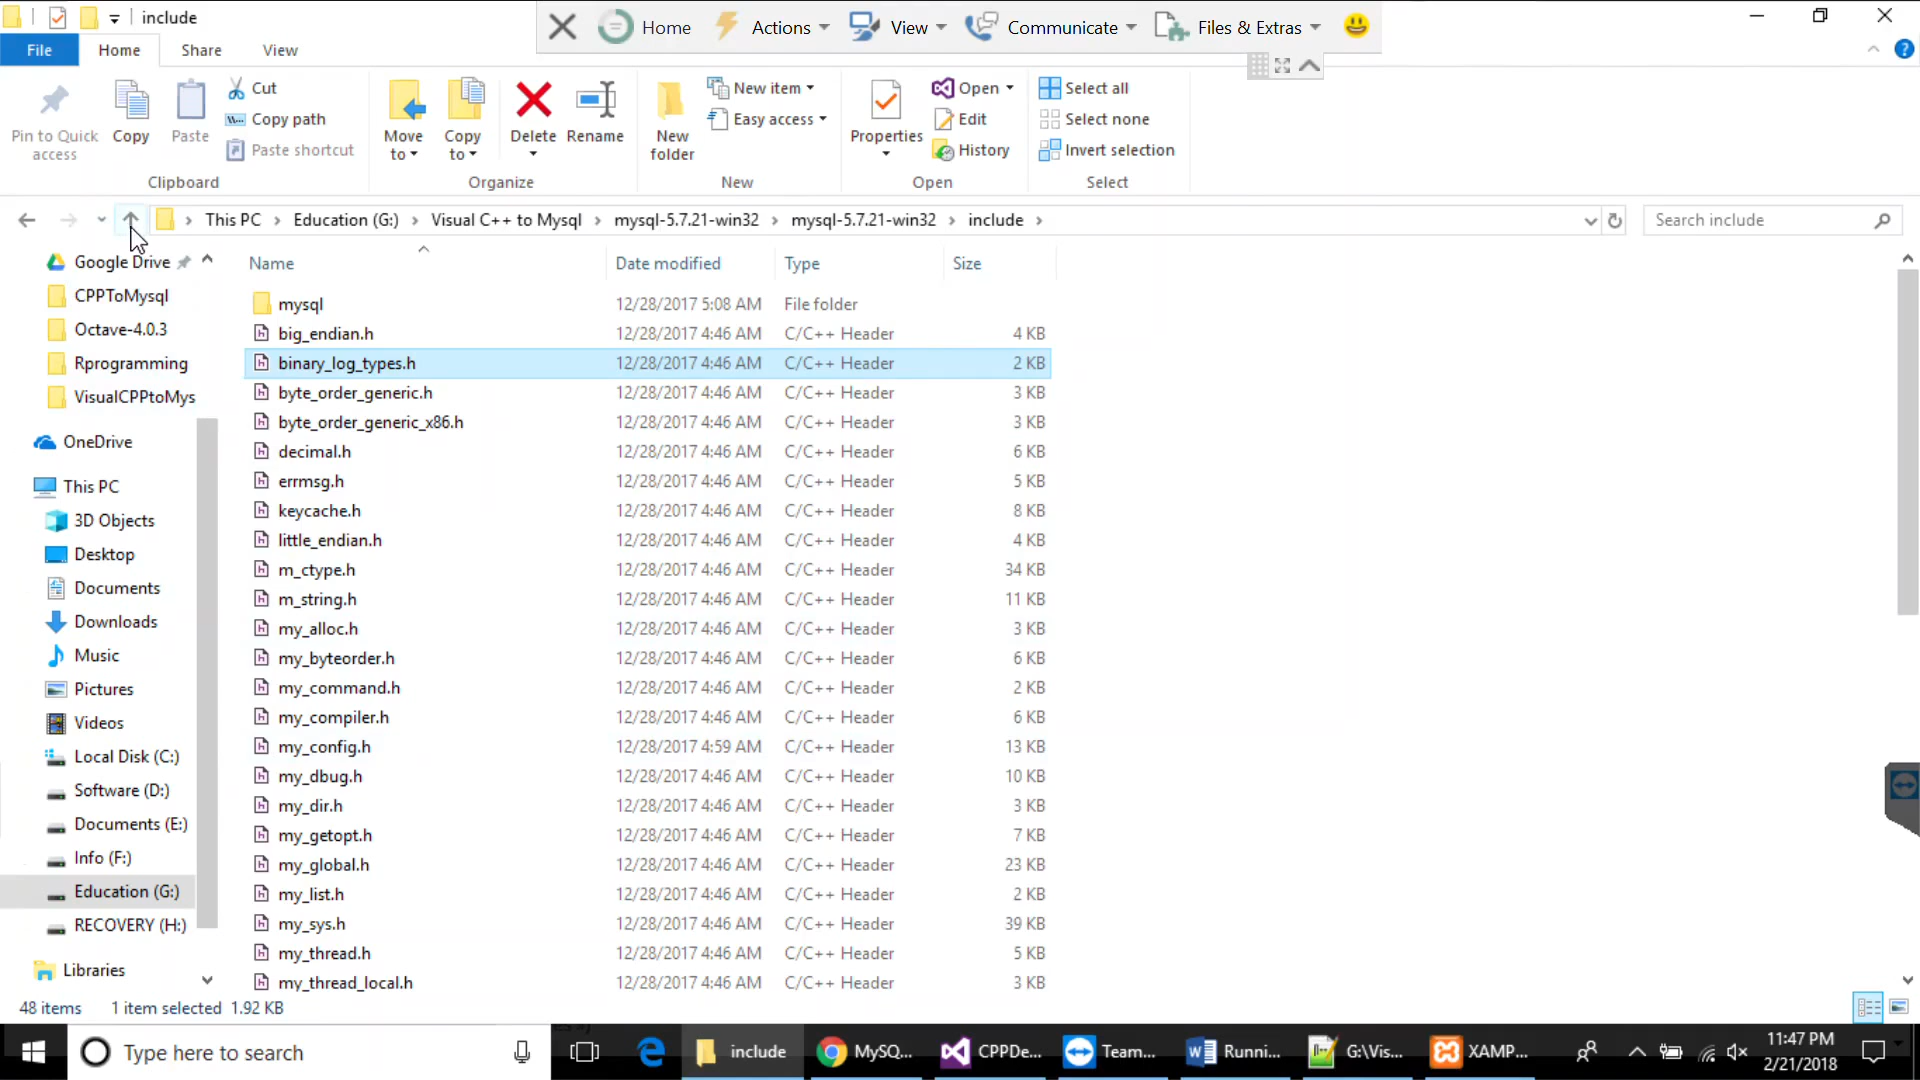 include
File Home Share View
Home Actions View Communicate Files & Extras
Pin to Quick access
Copy
Paste
Cut
Copy path
Paste shortcut
Move to
Copy to
Delete
Rename
New folder
New item
Easy access
Properties
Open
Edit
History
Select all
Select none
Invert selection
Clipboard Organize New Open Select
This PC › Education (G:) › Visual C++ to Mysql › mysql-5.7.21-win32 › mysql-5.7.21-win32 › include ›
Search include
Google Drive
CPPToMysql
Octave-4.0.3
Rprogramming
VisualCPPtoMys
OneDrive
This PC
3D Objects
Desktop
Documents
Downloads
Music
Pictures
Videos
Local Disk (C:)
Software (D:)
Documents (E:)
Info (F:)
Education (G:)
RECOVERY (H:)
Libraries
Name Date modified Type Size
mysql 12/28/2017 5:08 AM File folder
big_endian.h 12/28/2017 4:46 AM C/C++ Header 4 KB
binary_log_types.h 12/28/2017 4:46 AM C/C++ Header 2 KB
byte_order_generic.h 12/28/2017 4:46 AM C/C++ Header 3 KB
byte_order_generic_x86.h 12/28/2017 4:46 AM C/C++ Header 3 KB
decimal.h 12/28/2017 4:46 AM C/C++ Header 6 KB
errmsg.h 12/28/2017 4:46 AM C/C++ Header 5 KB
keycache.h 12/28/2017 4:46 AM C/C++ Header 8 KB
little_endian.h 12/28/2017 4:46 AM C/C++ Header 4 KB
m_ctype.h 12/28/2017 4:46 AM C/C++ Header 34 KB
m_string.h 12/28/2017 4:46 AM C/C++ Header 11 KB
my_alloc.h 12/28/2017 4:46 AM C/C++ Header 3 KB
my_byteorder.h 12/28/2017 4:46 AM C/C++ Header 6 KB
my_command.h 12/28/2017 4:46 AM C/C++ Header 2 KB
my_compiler.h 12/28/2017 4:46 AM C/C++ Header 6 KB
my_config.h 12/28/2017 4:59 AM C/C++ Header 13 KB
my_dbug.h 12/28/2017 4:46 AM C/C++ Header 10 KB
my_dir.h 12/28/2017 4:46 AM C/C++ Header 3 KB
my_getopt.h 12/28/2017 4:46 AM C/C++ Header 7 KB
my_global.h 12/28/2017 4:46 AM C/C++ Header 23 KB
my_list.h 12/28/2017 4:46 AM C/C++ Header 2 KB
my_sys.h 12/28/2017 4:46 AM C/C++ Header 39 KB
my_thread.h 12/28/2017 4:46 AM C/C++ Header 5 KB
my_thread_local.h 12/28/2017 4:46 AM C/C++ Header 3 KB
48 items 1 item selected 1.92 KB
Type here to search
include
MySQ...
CPPDe...
Team...
Runni...
G:\Vis...
XAMP...
11:47 PM
2/21/2018